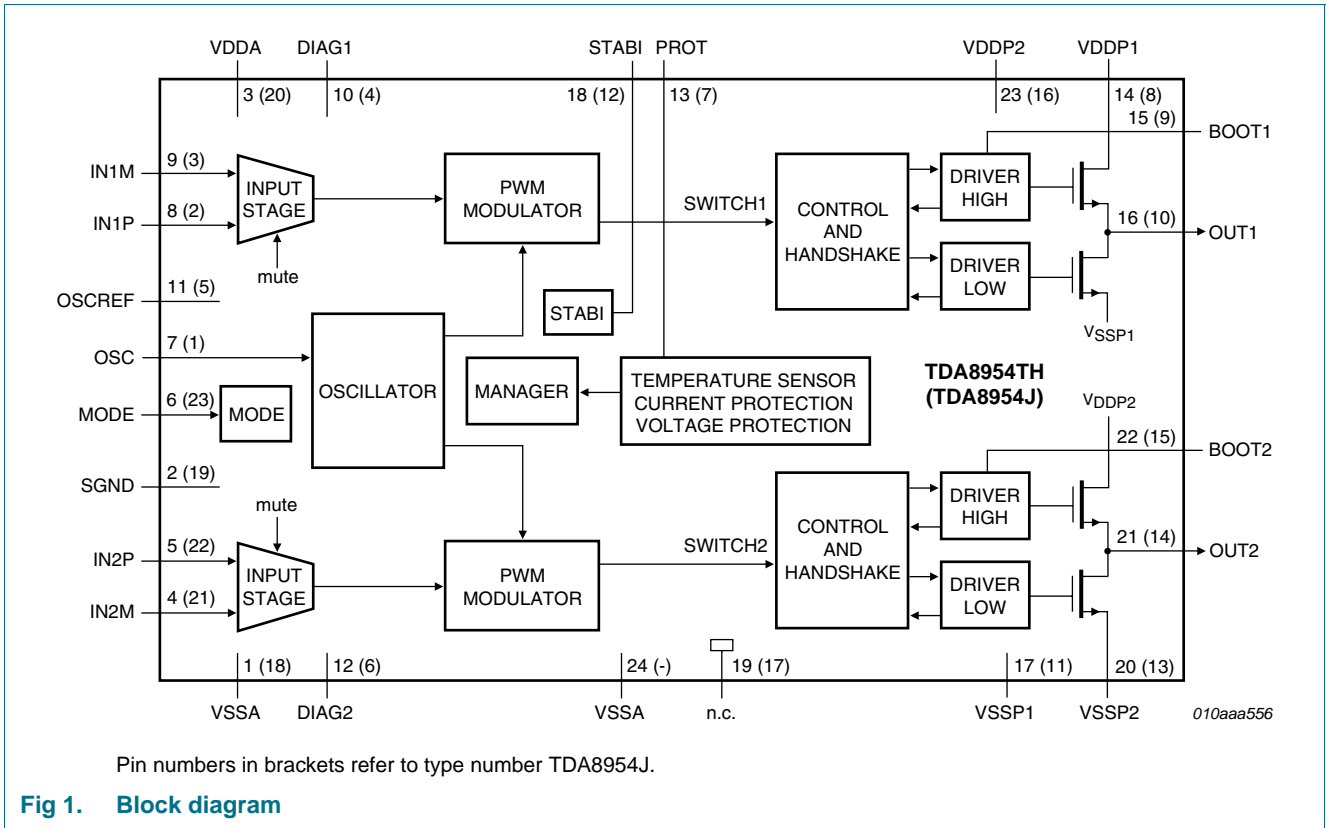 VDDA DIAG1 STABI PROT VDDP2 VDDP1
3 (20) 10 (4) 18 (12) 13 (7) 23 (16) 14 (8)
15 (9) BOOT1
IN1M 9 (3)
INPUT
STAGE
IN1P 8 (2)
mute
PWM
MODULATOR
SWITCH1
CONTROL
AND
HANDSHAKE
DRIVER
HIGH
DRIVER
LOW
16 (10) OUT1
VSSP1
OSCREF 11 (5)
STABI
OSC 7 (1)
OSCILLATOR
MANAGER
TEMPERATURE SENSOR
CURRENT PROTECTION
VOLTAGE PROTECTION
TDA8954TH
(TDA8954J)
MODE 6 (23)
MODE
VDDP2
22 (15) BOOT2
SGND 2 (19)
mute
IN2P 5 (22)
INPUT
STAGE
IN2M 4 (21)
PWM
MODULATOR
SWITCH2
CONTROL
AND
HANDSHAKE
DRIVER
HIGH
DRIVER
LOW
21 (14) OUT2
1 (18) 12 (6) 24 (-) 19 (17) 17 (11) 20 (13)
VSSA DIAG2 VSSA n.c. VSSP1 VSSP2 010aaa556
Pin numbers in brackets refer to type number TDA8954J.
Fig 1. Block diagram